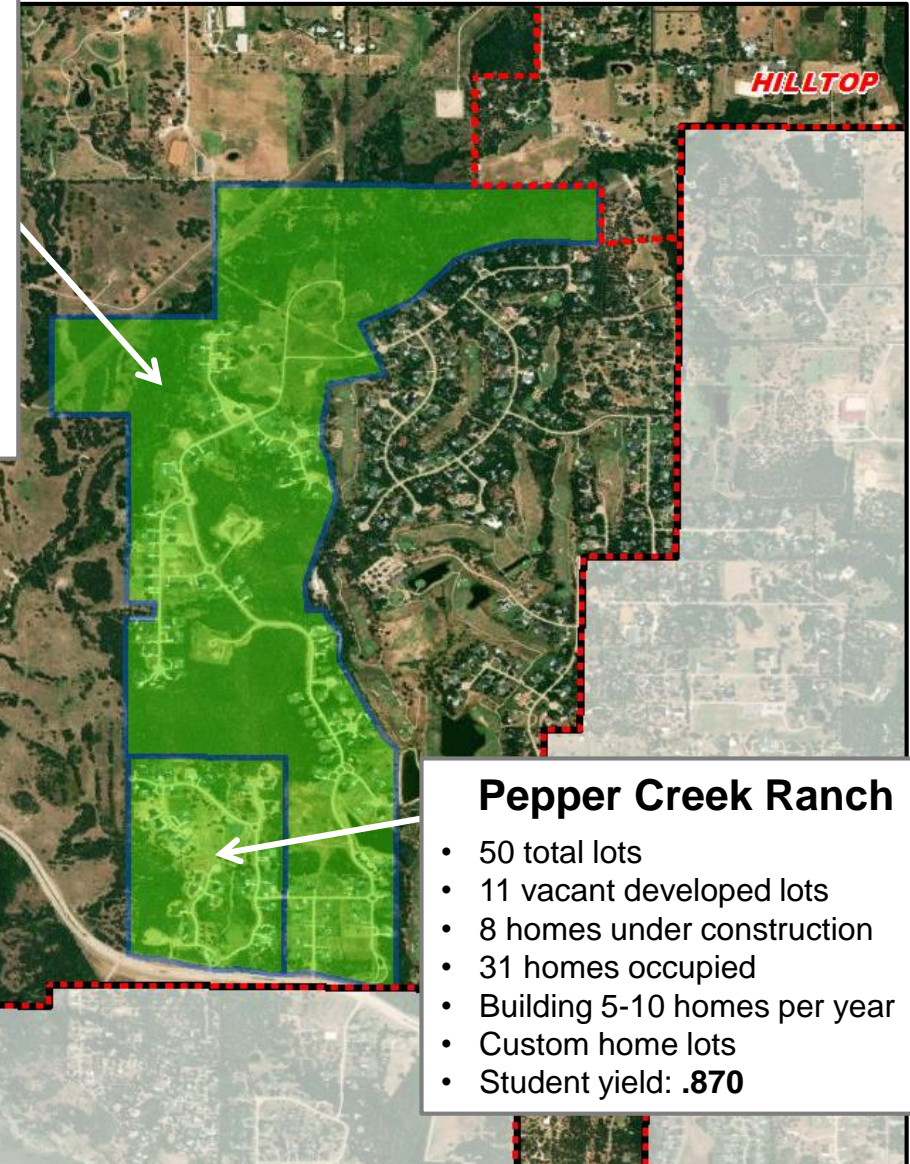 HILLTOP
Pepper Creek Ranch
• 50 total lots
• 11 vacant developed lots
• 8 homes under construction
• 31 homes occupied
• Building 5-10 homes per year
• Custom home lots
• Student yield: .870